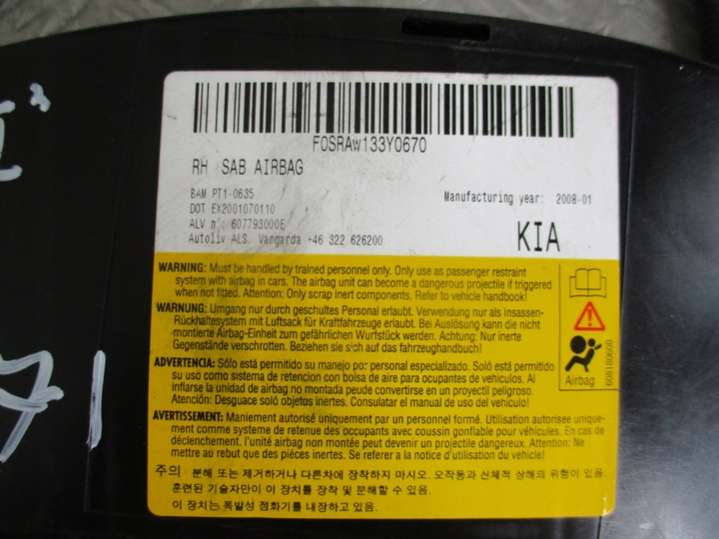 FOSRAW133Y0670
RH SAB AIRBAG
BAM PT1-0635
DOT EX2001070110
ALV n°: 607793000E
Autoliv ALS. Vårgårda +46 322 626200
Manufacturing year: 2008-01
KIA
WARNING: Must be handled by trained personnel only. Only use as passenger restraint
system with airbag in cars. The airbag unit can become a dangerous projectile if triggered
when not fitted. Attention: Only scrap inert components. Refer to vehicle handbook!
WARNUNG: Umgang nur durch geschultes Personal erlaubt. Verwendung nur als Insassen-
Rückhaltesystem mit Luftsack für Kraftfahrzeuge erlaubt. Bei Auslösung kann die nicht
montierte Airbag-Einheit zum gefährlichen Wurfstück werden. Achtung: Nur inerte
Gegenstände verschrotten. Beziehen sie sich auf das fahrzeughandbuch!
ADVERTENCIA: Sólo está permitido su manejo por personal especializado. Soló está permitido
su uso como sistema de retencion con bolsa de aire para ocupantes de vehículos. Al
inflarse la unidad de airbag no montada peude convertirse en un proyectil peligroso.
Atención: Desguace soló objetos inertes. Consulatar el manual de uso del vehículo!
AVERTISSEMENT: Maniement autorisé uniquement par un personnel formé. Utilisation autorisee unique-
ment comme systeme de retenue des occupants avec coussin gonflable pour véhicules. En cas de
déclenchement. l'unité airbag non montée peut devenir un projectile dangereux. Attention: Ne
mettre au rebut que des pièces inertes. Se referer a la notice d'utilisation du vehicule!
주의 : 분해 또는 제거하거나 다른차에 장착하지 마시오. 오작동과 신체적 상해의 위험이 있음.
훈련된 기술자만이 이 장치를 장착 및 분해할 수 있음.
이 장치는 폭발성 점화기를 내장하고 있음.
Airbag
608180600